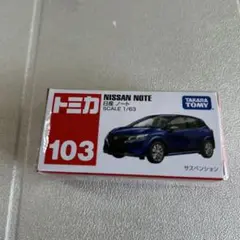 トミカ
103
NISSAN NOTE
日産 ノート
SCALE 1/63
TAKARA
TOMY
サスペンション